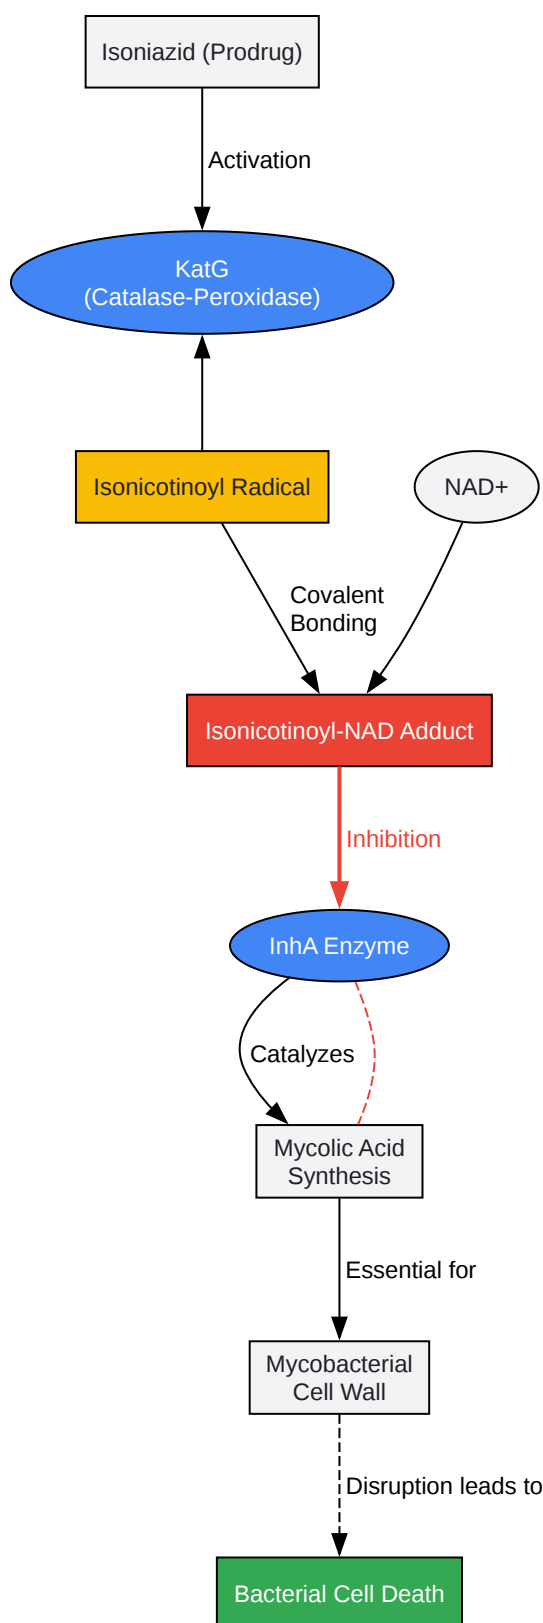 Isoniazid (Prodrug)
Activation
KatG
(Catalase-Peroxidase)
Isonicotinoyl Radical
NAD+
Covalent
Bonding
Isonicotinoyl-NAD Adduct
Inhibition
InhA Enzyme
Catalyzes
Mycolic Acid
Synthesis
Essential for
Mycobacterial
Cell Wall
Disruption leads to
Bacterial Cell Death